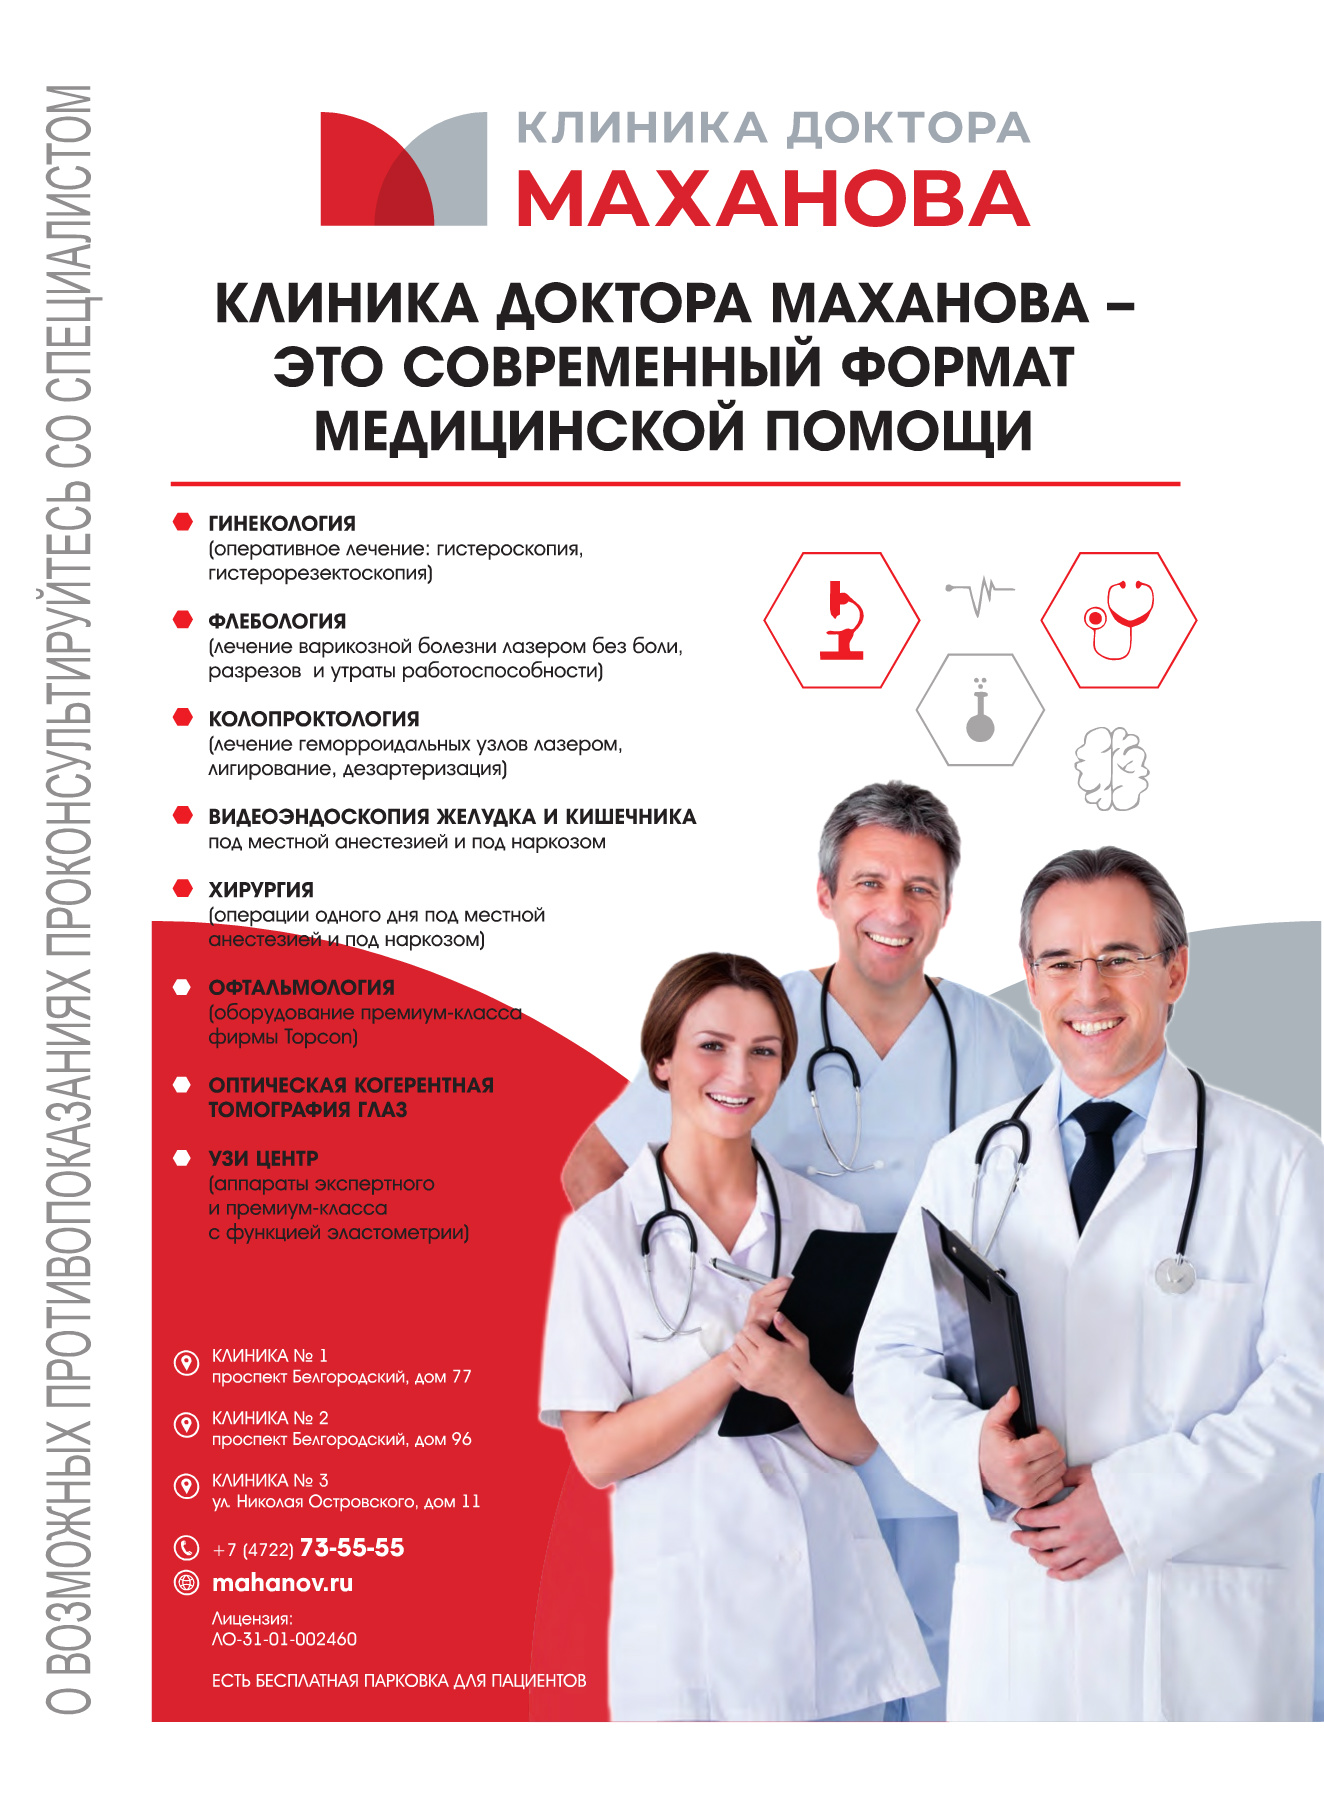 О ВОЗМОЖНЫХ ПРОТИВОПОКАЗАНИЯХ ПРОКОНСУЛЬТИРУЙТЕСЬ СО СПЕЦИАЛИСТОМ
КЛИНИКА ДОКТОРА
МАХАНОВА
КЛИНИКА ДОКТОРА МАХАНОВА –
ЭТО СОВРЕМЕННЫЙ ФОРМАТ
МЕДИЦИНСКОЙ ПОМОЩИ
ГИНЕКОЛОГИЯ
(оперативное лечение: гистероскопия,
гистерорезектоскопия)
ФЛЕБОЛОГИЯ
(лечение варикозной болезни лазером без боли,
разрезов и утраты работоспособности)
КОЛОПРОКТОЛОГИЯ
(лечение геморроидальных узлов лазером,
лигирование, дезартеризация)
ВИДЕОЭНДОСКОПИЯ ЖЕЛУДКА И КИШЕЧНИКА
под местной анестезией и под наркозом
ХИРУРГИЯ
(операции одного дня под местной
анестезией и под наркозом)
ОФТАЛЬМОЛОГИЯ
(оборудование премиум-класса
фирмы Topcon)
ОПТИЧЕСКАЯ КОГЕРЕНТНАЯ
ТОМОГРАФИЯ ГЛАЗ
УЗИ ЦЕНТР
(аппараты экспертного
и премиум-класса
с функцией эластометрии)
КЛИНИКА № 1
проспект Белгородский, дом 77
КЛИНИКА № 2
проспект Белгородский, дом 96
КЛИНИКА № 3
ул. Николая Островского, дом 11
+7 (4722) 73-55-55
mahanov.ru
Лицензия:
ЛО-31-01-002460
ЕСТЬ БЕСПЛАТНАЯ ПАРКОВКА ДЛЯ ПАЦИЕНТОВ